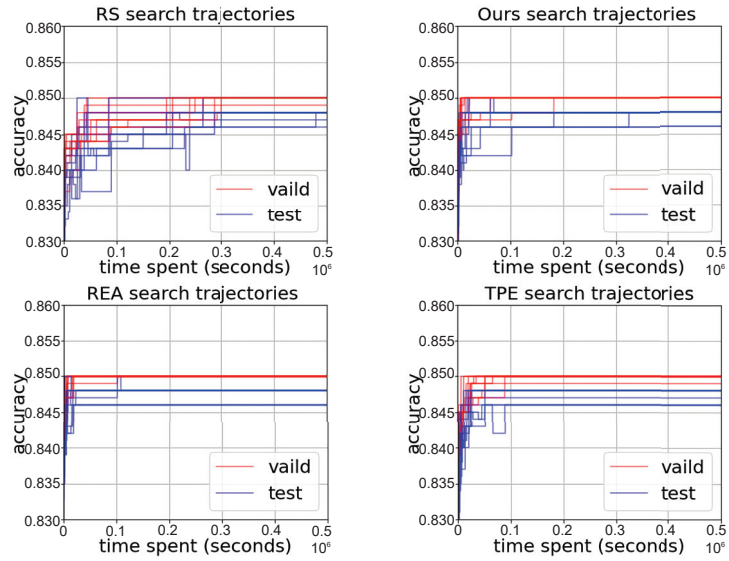 RS search trajectories
0.860
0.855
0.850
0.845
0.840
0.835
0.830
accuracy
vaild
test
0 0.1 0.2 0.3 0.4 0.5
time spent (seconds) 10⁶
Ours search trajectories
0.860
0.855
0.850
0.845
0.840
0.835
0.830
accuracy
vaild
test
0 0.1 0.2 0.3 0.4 0.5
time spent (seconds) 10⁶
REA search trajectories
0.860
0.855
0.850
0.845
0.840
0.835
0.830
accuracy
vaild
test
0 0.1 0.2 0.3 0.4 0.5
time spent (seconds) 10⁶
TPE search trajectories
0.860
0.855
0.850
0.845
0.840
0.835
0.830
accuracy
vaild
test
0 0.1 0.2 0.3 0.4 0.5
time spent (seconds) 10⁶